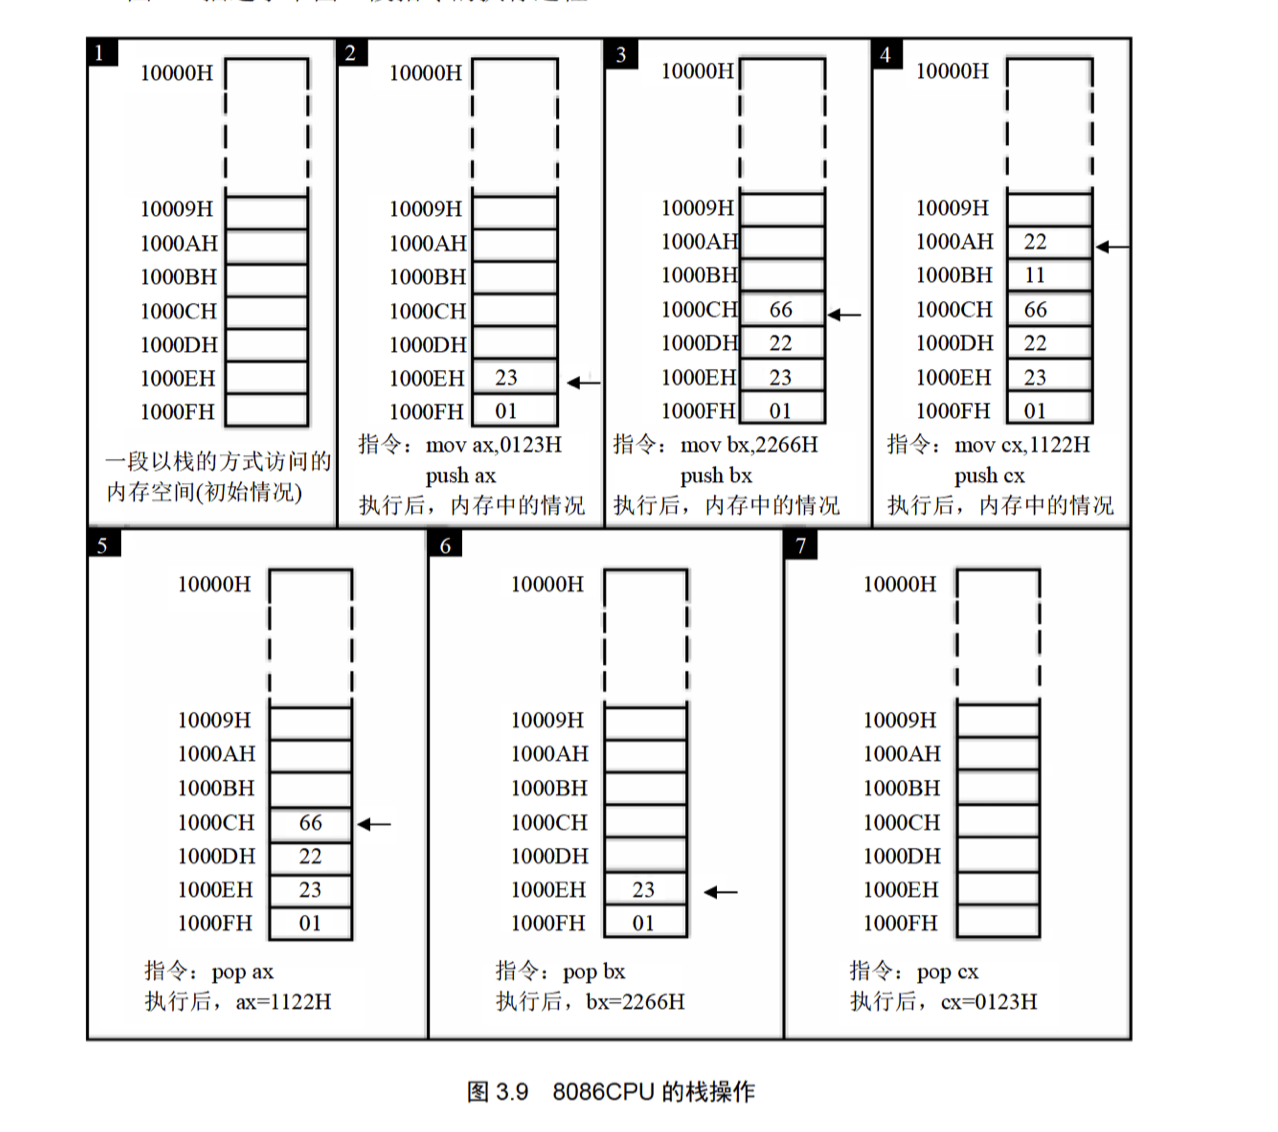 1
10000H
10009H
1000AH
1000BH
1000CH
1000DH
1000EH
1000FH
一段以栈的方式访问的
内存空间(初始情况)
2
10000H
10009H
1000AH
1000BH
1000CH
1000DH
1000EH 23
1000FH 01
指令：mov ax,0123H
push ax
执行后，内存中的情况
3
10000H
10009H
1000AH
1000BH
1000CH 66
1000DH 22
1000EH 23
1000FH 01
指令：mov bx,2266H
push bx
执行后，内存中的情况
4
10000H
10009H
1000AH 22
1000BH 11
1000CH 66
1000DH 22
1000EH 23
1000FH 01
指令：mov cx,1122H
push cx
执行后，内存中的情况
5
10000H
10009H
1000AH
1000BH
1000CH 66
1000DH 22
1000EH 23
1000FH 01
指令：pop ax
执行后，ax=1122H
6
10000H
10009H
1000AH
1000BH
1000CH
1000DH
1000EH 23
1000FH 01
指令：pop bx
执行后，bx=2266H
7
10000H
10009H
1000AH
1000BH
1000CH
1000DH
1000EH
1000FH
指令：pop cx
执行后，cx=0123H
图 3.9 8086CPU 的栈操作